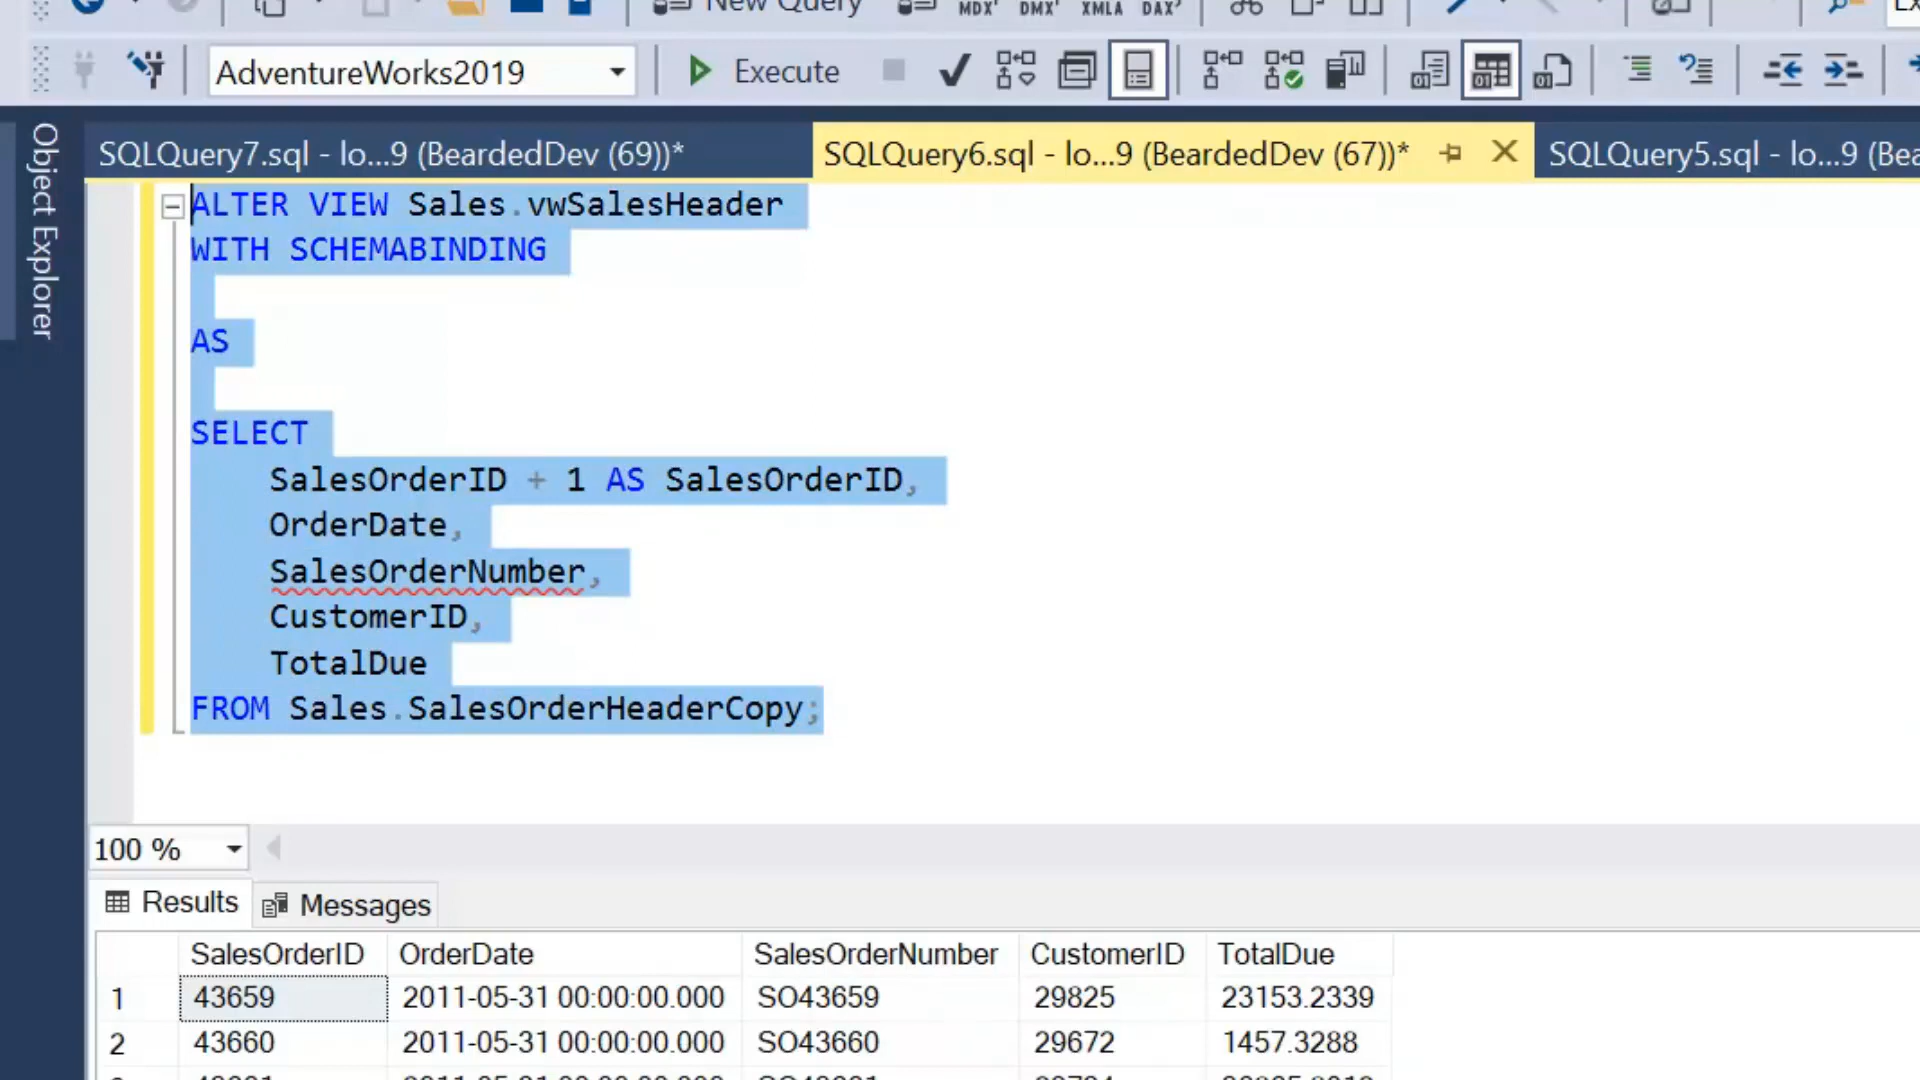 New Query
MDX
DMX
XMLA
DAX
AdventureWorks2019
Execute
Object Explorer
SQLQuery7.sql - lo...9 (BeardedDev (69))*
SQLQuery6.sql - lo...9 (BeardedDev (67))*
SQLQuery5.sql - lo...9 (Bea
ALTER VIEW Sales.vwSalesHeader
WITH SCHEMABINDING
AS
SELECT
SalesOrderID + 1 AS SalesOrderID,
OrderDate,
SalesOrderNumber,
CustomerID,
TotalDue
FROM Sales.SalesOrderHeaderCopy;
100 %
Results
Messages
SalesOrderID OrderDate SalesOrderNumber CustomerID TotalDue
1 43659 2011-05-31 00:00:00.000 SO43659 29825 23153.2339
2 43660 2011-05-31 00:00:00.000 SO43660 29672 1457.3288